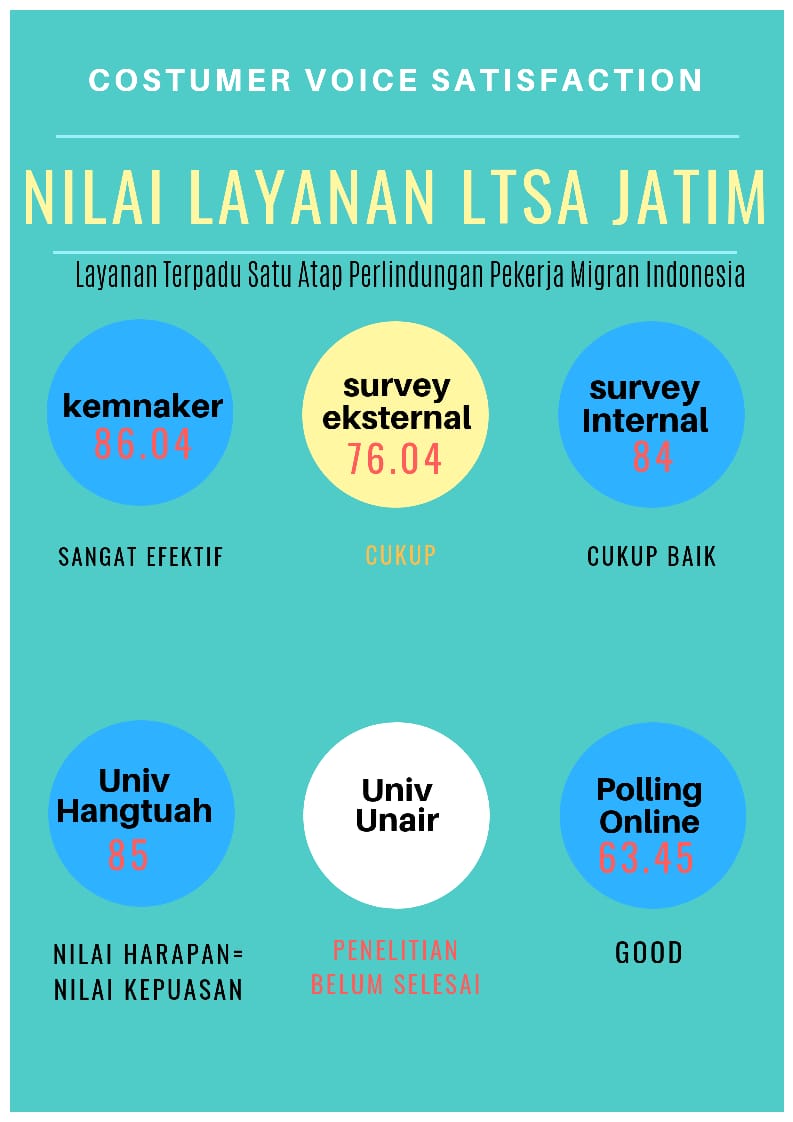 COSTUMER VOICE SATISFACTION
NILAI LAYANAN LTSA JATIM
Layanan Terpadu Satu Atap Perlindungan Pekerja Migran Indonesia
kemnaker
86.04
SANGAT EFEKTIF
survey
eksternal
76.04
CUKUP
survey
Internal
84
CUKUP BAIK
Univ
Hangtuah
85
NILAI HARAPAN=
NILAI KEPUASAN
Univ
Unair
PENELITIAN
BELUM SELESAI
Polling
Online
63.45
GOOD